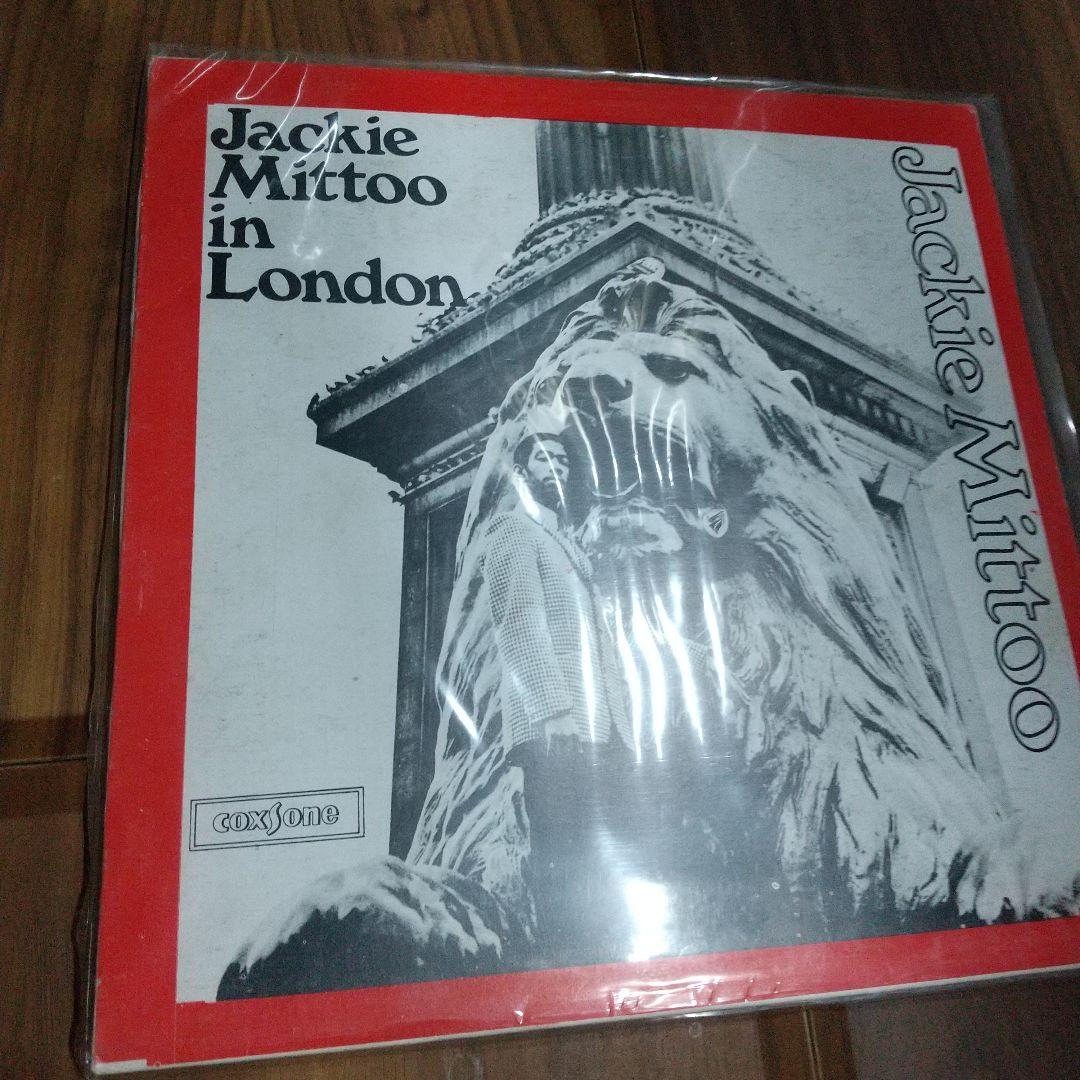 Jackie
Mittoo
in
London
Jackie Mittoo
coxsone